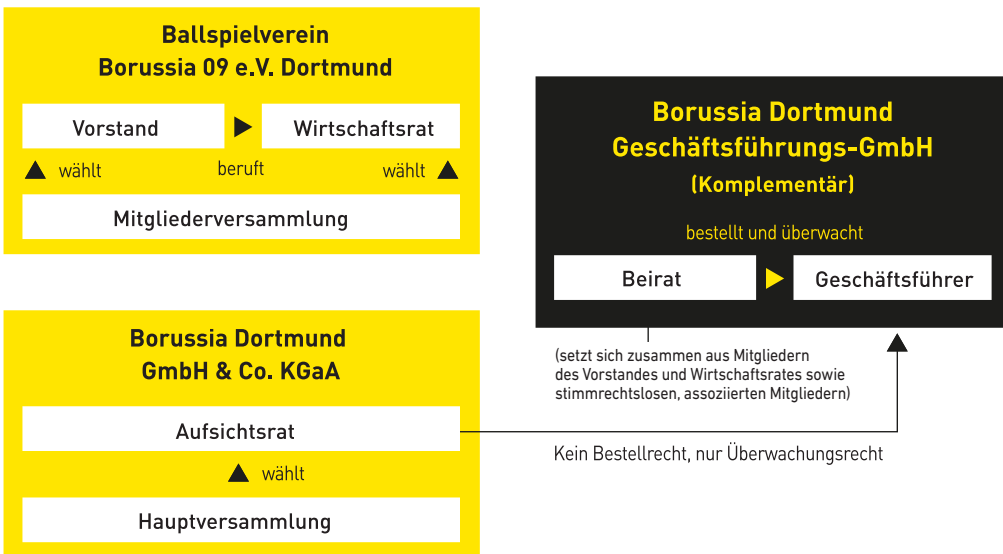 Ballspielverein
Borussia 09 e.V. Dortmund
Vorstand
Wirtschaftsrat
wählt
beruft
wählt
Mitgliederversammlung
Borussia Dortmund
GmbH & Co. KGaA
Aufsichtsrat
wählt
Hauptversammlung
Borussia Dortmund
Geschäftsführungs-GmbH
(Komplementär)
bestellt und überwacht
Beirat
Geschäftsführer
(setzt sich zusammen aus Mitgliedern
des Vorstandes und Wirtschaftsrates sowie
stimmrechtslosen, assoziierten Mitgliedern)
Kein Bestellrecht, nur Überwachungsrecht